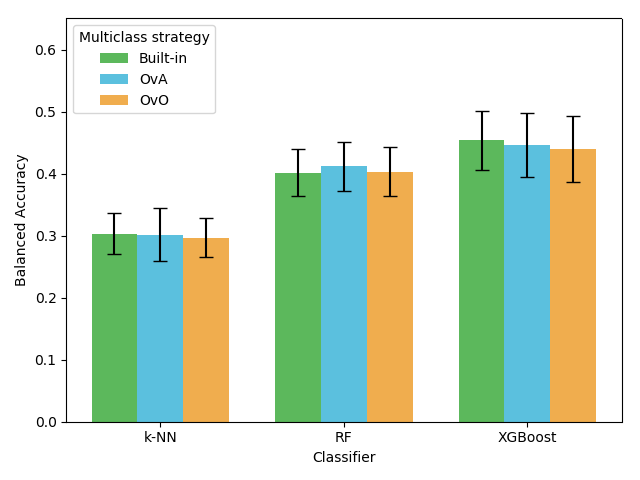 Multiclass strategy
Built-in
OvA
OvO
0.6
0.5
0.4
0.3
0.2
0.1
0.0
Balanced Accuracy
k-NN RF XGBoost
Classifier